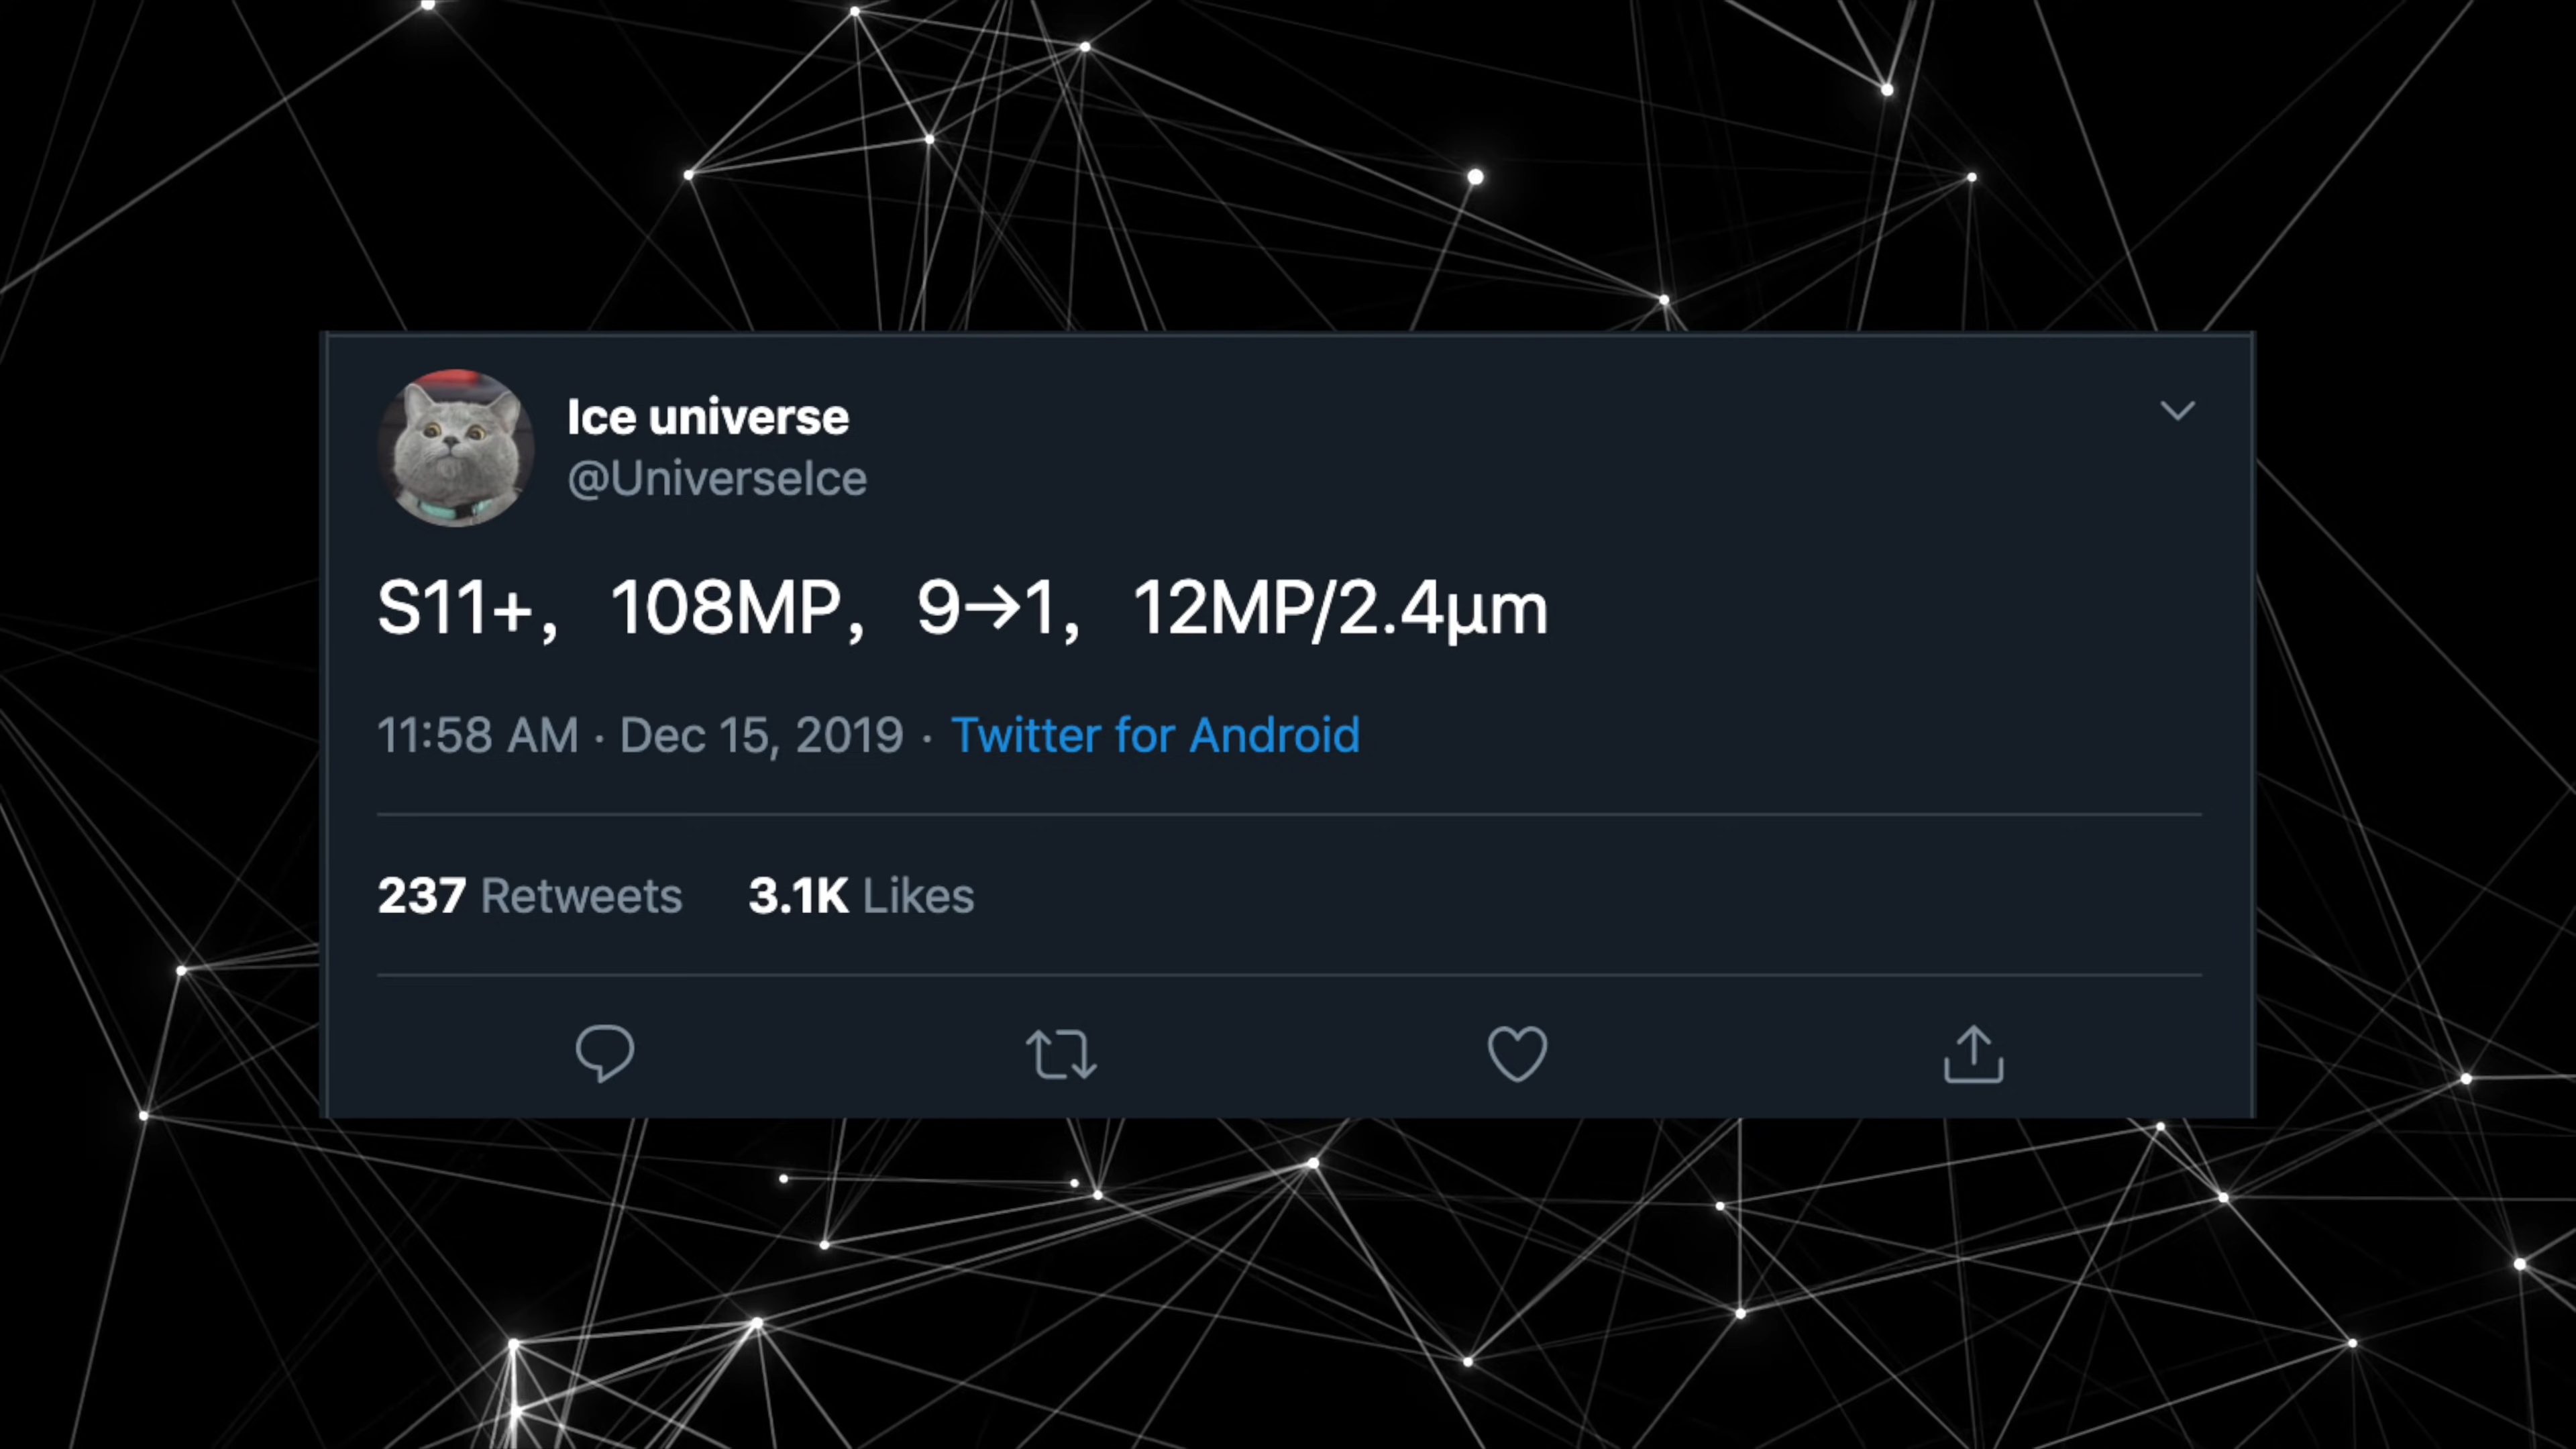 Ice universe
@UniverseIce
S11+， 108MP， 9→1， 12MP/2.4μm
11:58 AM · Dec 15, 2019 · Twitter for Android
237 Retweets 3.1K Likes